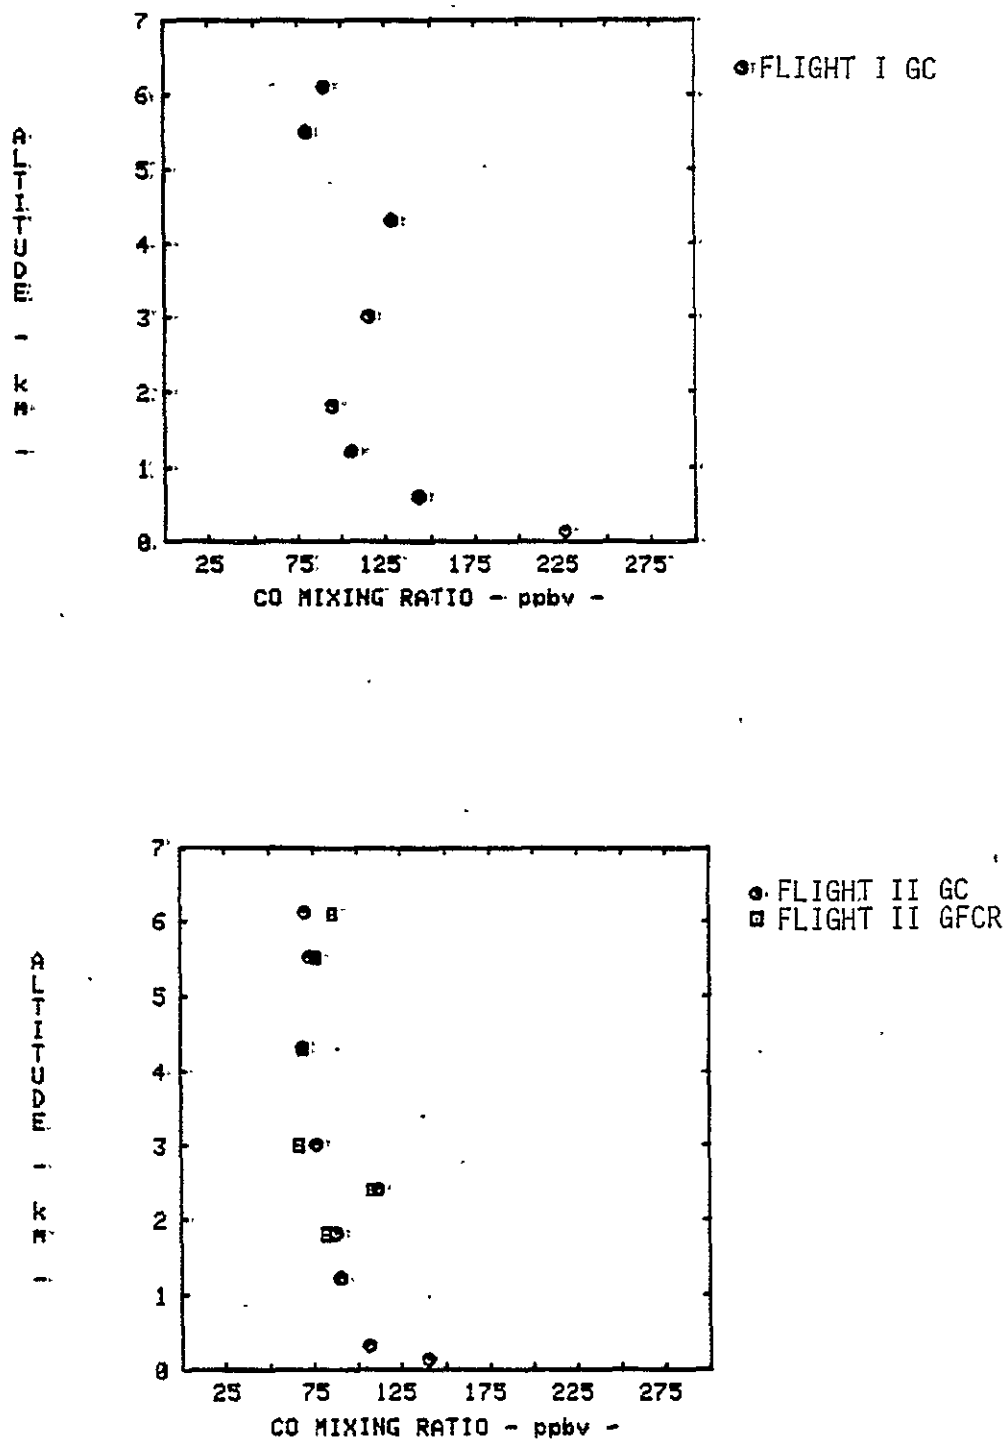 7
FLIGHT I GC
6
5
4
3
2
1
0
ALTITUDE - km -
25 75 125 175 225 275
CO MIXING RATIO - ppbv -
7
FLIGHT II GC
FLIGHT II GFCR
6
5
4
3
2
1
0
ALTITUDE - km -
25 75 125 175 225 275
CO MIXING RATIO - ppbv -